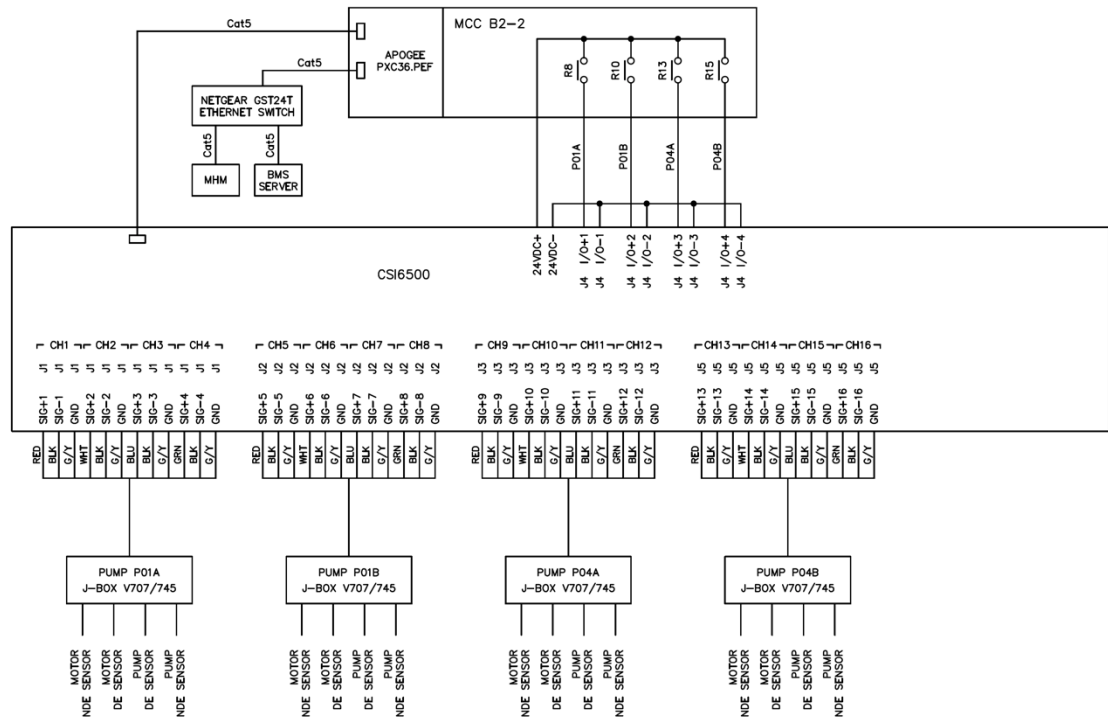 Cat5
MCC B2-2
APOGEE
PXC36.PEF
R8
R10
R13
R15
Cat5
NETGEAR GST24T
ETHERNET SWITCH
Cat5
Cat5
MHM
BMS
SERVER
P01A
P01B
P04A
P04B
24VDC+
24VDC-
J4 I/O+1
J4 I/O-1
J4 I/O+2
J4 I/O-2
J4 I/O+3
J4 I/O-3
J4 I/O+4
J4 I/O-4
CSI6500
CH1 CH2 CH3 CH4
J1 J1 J1 J1 J1 J1 J1 J1 J1 J1 J1 J1
SIG+1 SIG-1 GND SIG+2 SIG-2 GND SIG+3 SIG-3 GND SIG+4 SIG-4 GND
RED BLK G/Y WHT BLK G/Y BLU BLK G/Y GRN BLK G/Y
CH5 CH6 CH7 CH8
J2 J2 J2 J2 J2 J2 J2 J2 J2 J2 J2 J2
SIG+5 SIG-5 GND SIG+6 SIG-6 GND SIG+7 SIG-7 GND SIG+8 SIG-8 GND
RED BLK G/Y WHT BLK G/Y BLU BLK G/Y GRN BLK G/Y
CH9 CH10 CH11 CH12
J3 J3 J3 J3 J3 J3 J3 J3 J3 J3 J3 J3
SIG+9 SIG-9 GND SIG+10 SIG-10 GND SIG+11 SIG-11 GND SIG+12 SIG-12 GND
RED BLK G/Y WHT BLK G/Y BLU BLK G/Y GRN BLK G/Y
CH13 CH14 CH15 CH16
J5 J5 J5 J5 J5 J5 J5 J5 J5 J5 J5 J5
SIG+13 SIG-13 GND SIG+14 SIG-14 GND SIG+15 SIG-15 GND SIG+16 SIG-16 GND
RED BLK G/Y WHT BLK G/Y BLU BLK G/Y GRN BLK G/Y
PUMP P01A
J-BOX V707/745
MOTOR
NDE SENSOR
MOTOR
DE SENSOR
PUMP
DE SENSOR
PUMP
NDE SENSOR
PUMP P01B
J-BOX V707/745
MOTOR
NDE SENSOR
MOTOR
DE SENSOR
PUMP
DE SENSOR
PUMP
NDE SENSOR
PUMP P04A
J-BOX V707/745
MOTOR
NDE SENSOR
MOTOR
DE SENSOR
PUMP
DE SENSOR
PUMP
NDE SENSOR
PUMP P04B
J-BOX V707/745
MOTOR
NDE SENSOR
MOTOR
DE SENSOR
PUMP
DE SENSOR
PUMP
NDE SENSOR